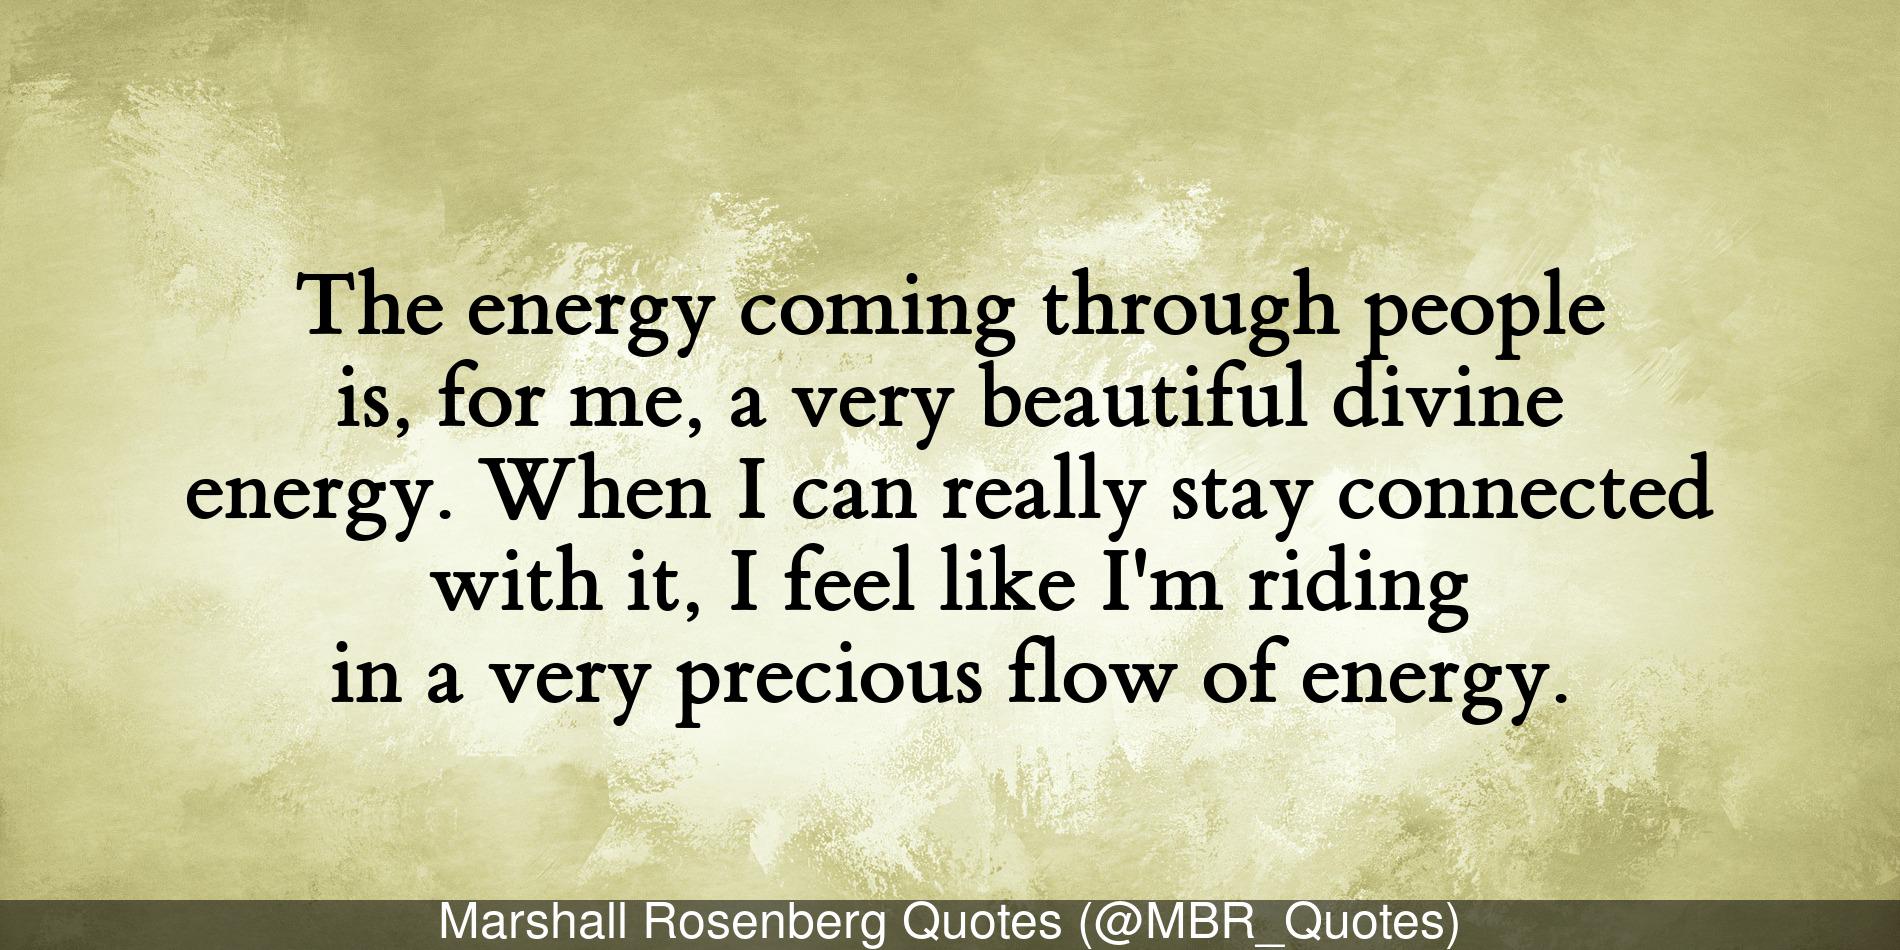 The energy coming through people
is, for me, a very beautiful divine
energy. When I can really stay connected
with it, I feel like I'm riding
in a very precious flow of energy.
Marshall Rosenberg Quotes (@MBR_Quotes)